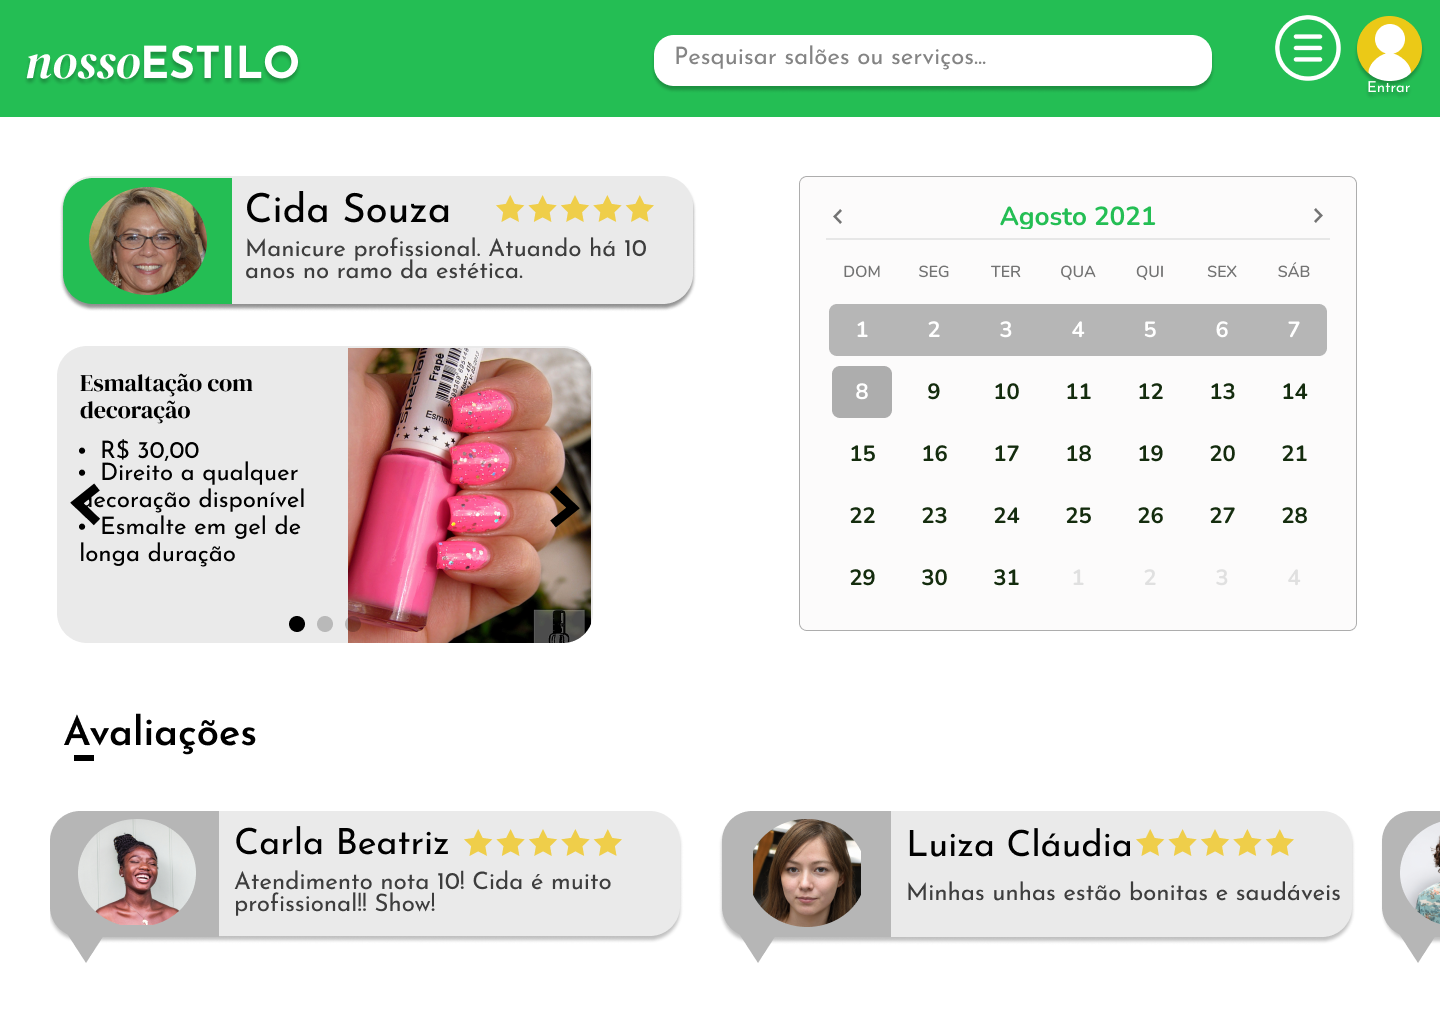 nossoESTILO
Pesquisar salões ou serviços...
Entrar
Cida Souza
Manicure profissional. Atuando há 10
anos no ramo da estética.
Esmaltação com
decoração
• R$ 30,00
• Direito a qualquer
decoração disponível
• Esmalte em gel de
longa duração
Frapê
Agosto 2021
DOM SEG TER QUA QUI SEX SÁB
1 2 3 4 5 6 7
8 9 10 11 12 13 14
15 16 17 18 19 20 21
22 23 24 25 26 27 28
29 30 31 1 2 3 4
Avaliações
Carla Beatriz
Atendimento nota 10! Cida é muito
profissional!! Show!
Luiza Cláudia
Minhas unhas estão bonitas e saudáveis